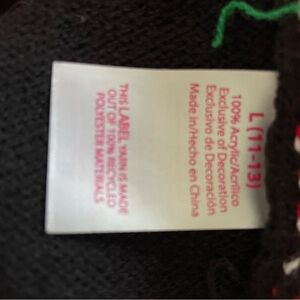 L (11-13)
100% Acrylic/Acrílico
Exclusive of Decoration
Exclusivo de Decoración
Made in/Hecho en China
THIS LABEL YARN IS MADE
OUT OF 100% RECYCLED
POLYESTER MATERIALS